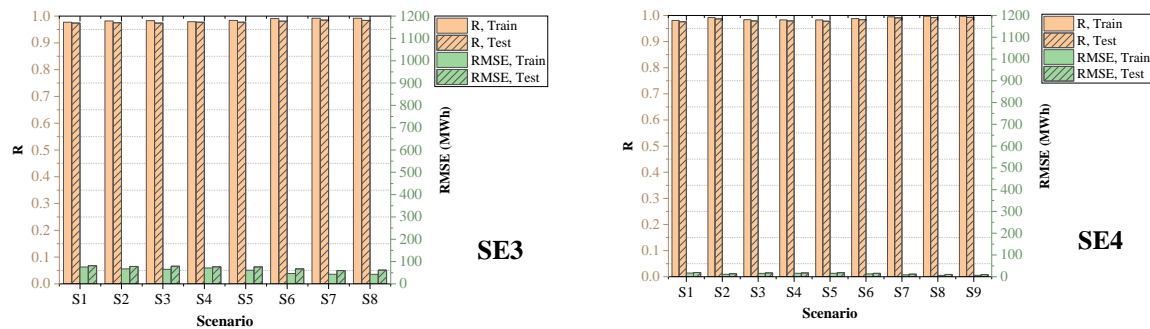 1.0
0.9
0.8
0.7
0.6
0.5
0.4
0.3
0.2
0.1
0.0
R
S1 S2 S3 S4 S5 S6 S7 S8
Scenario
1200
1100
1000
900
800
700
600
500
400
300
200
100
0
RMSE (MWh)
R, Train
R, Test
RMSE, Train
RMSE, Test
SE3
1.0
0.9
0.8
0.7
0.6
0.5
0.4
0.3
0.2
0.1
0.0
R
S1 S2 S3 S4 S5 S6 S7 S8 S9
Scenario
1200
1100
1000
900
800
700
600
500
400
300
200
100
0
RMSE (MWh)
R, Train
R, Test
RMSE, Train
RMSE, Test
SE4